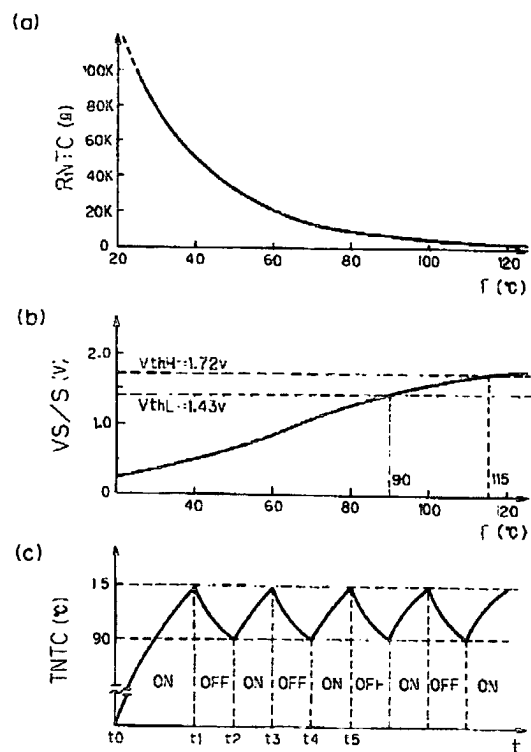 (a)
RNTC (Ω)
100K
80K
60K
40K
20K
0
20 40 60 80 100 120
T (℃)
(b)
VS/S (V)
2.0
1.0
0
VthH=1.72v
VthL=1.43v
90
115
40 60 80 100 120
T (℃)
(c)
TNTC (℃)
15
90
ON OFF ON OFF ON OFF ON OFF ON
t0 t1 t2 t3 t4 t5 t